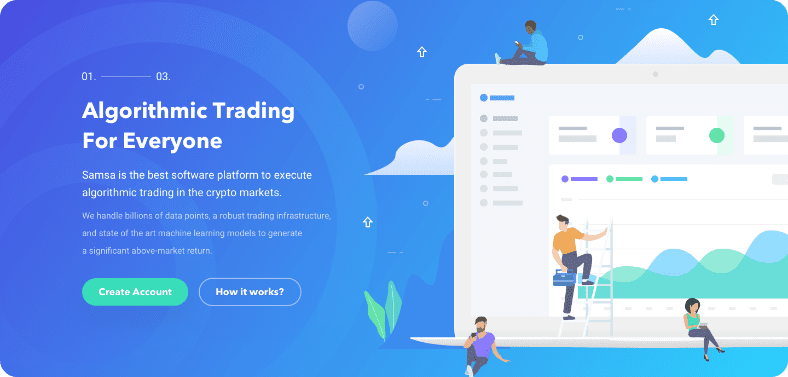 01. 03.
Algorithmic Trading
For Everyone
Samsa is the best software platform to execute
algorithmic trading in the crypto markets.
We handle billions of data points, a robust trading infrastructure,
and state of the art machine learning models to generate
a significant above-market return.
Create Account How it works?